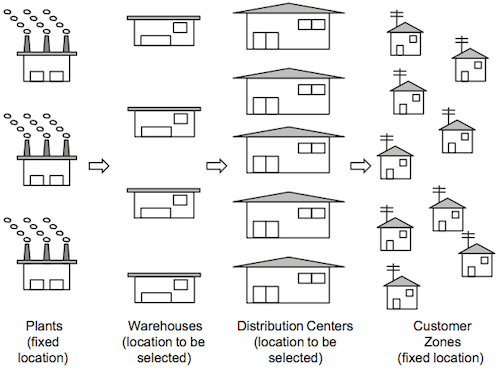 Plants
(fixed
location)
Warehouses
(location to be
selected)
Distribution Centers
(location to be
selected)
Customer
Zones
(fixed location)